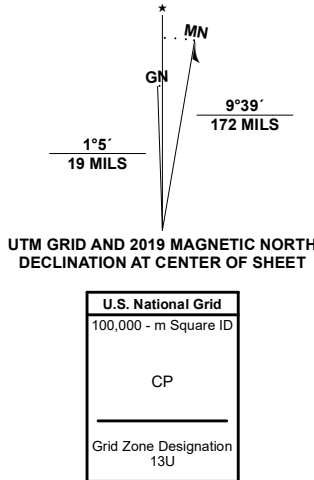 ★
MN
GN
9°39´
172 MILS
1°5´
19 MILS
UTM GRID AND 2019 MAGNETIC NORTH
DECLINATION AT CENTER OF SHEET
U.S. National Grid
100,000 - m Square ID
CP
Grid Zone Designation
13U